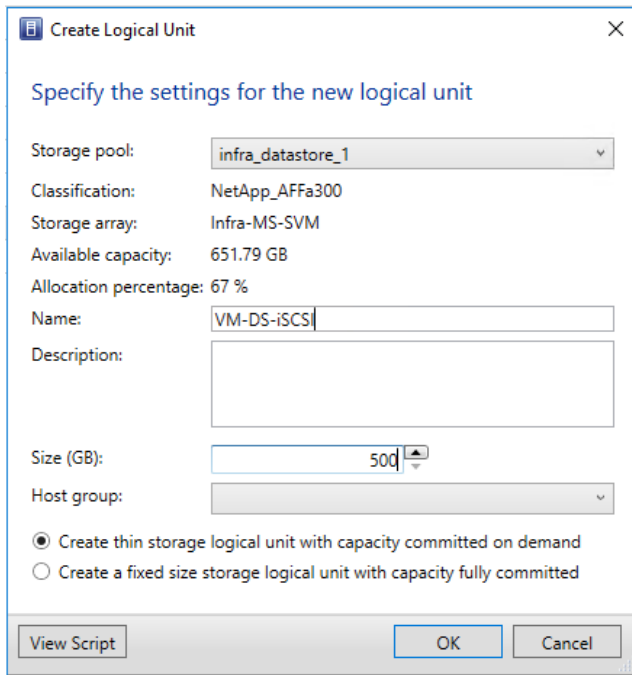 Create Logical Unit
Specify the settings for the new logical unit
Storage pool: infra_datastore_1
Classification: NetApp_AFFa300
Storage array: Infra-MS-SVM
Available capacity: 651.79 GB
Allocation percentage: 67 %
Name: VM-DS-iSCSI
Description:
Size (GB): 500
Host group:
Create thin storage logical unit with capacity committed on demand
Create a fixed size storage logical unit with capacity fully committed
View Script OK Cancel